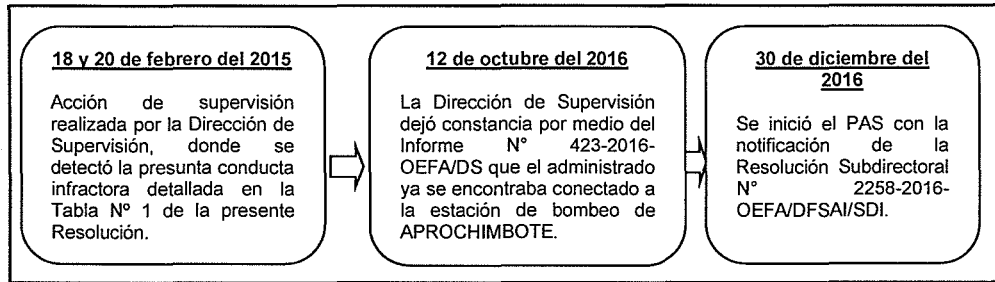 18 y 20 de febrero del 2015
Acción de supervisión
realizada por la Dirección de
Supervisión, donde se
detectó la presunta conducta
infractora detallada en la
Tabla Nº 1 de la presente
Resolución.
12 de octubre del 2016
La Dirección de Supervisión
dejó constancia por medio del
Informe N° 423-2016-
OEFA/DS que el administrado
ya se encontraba conectado a
la estación de bombeo de
APROCHIMBOTE.
30 de diciembre del
2016
Se inició el PAS con la
notificación de la
Resolución Subdirectoral
N° 2258-2016-
OEFA/DFSAI/SDI.